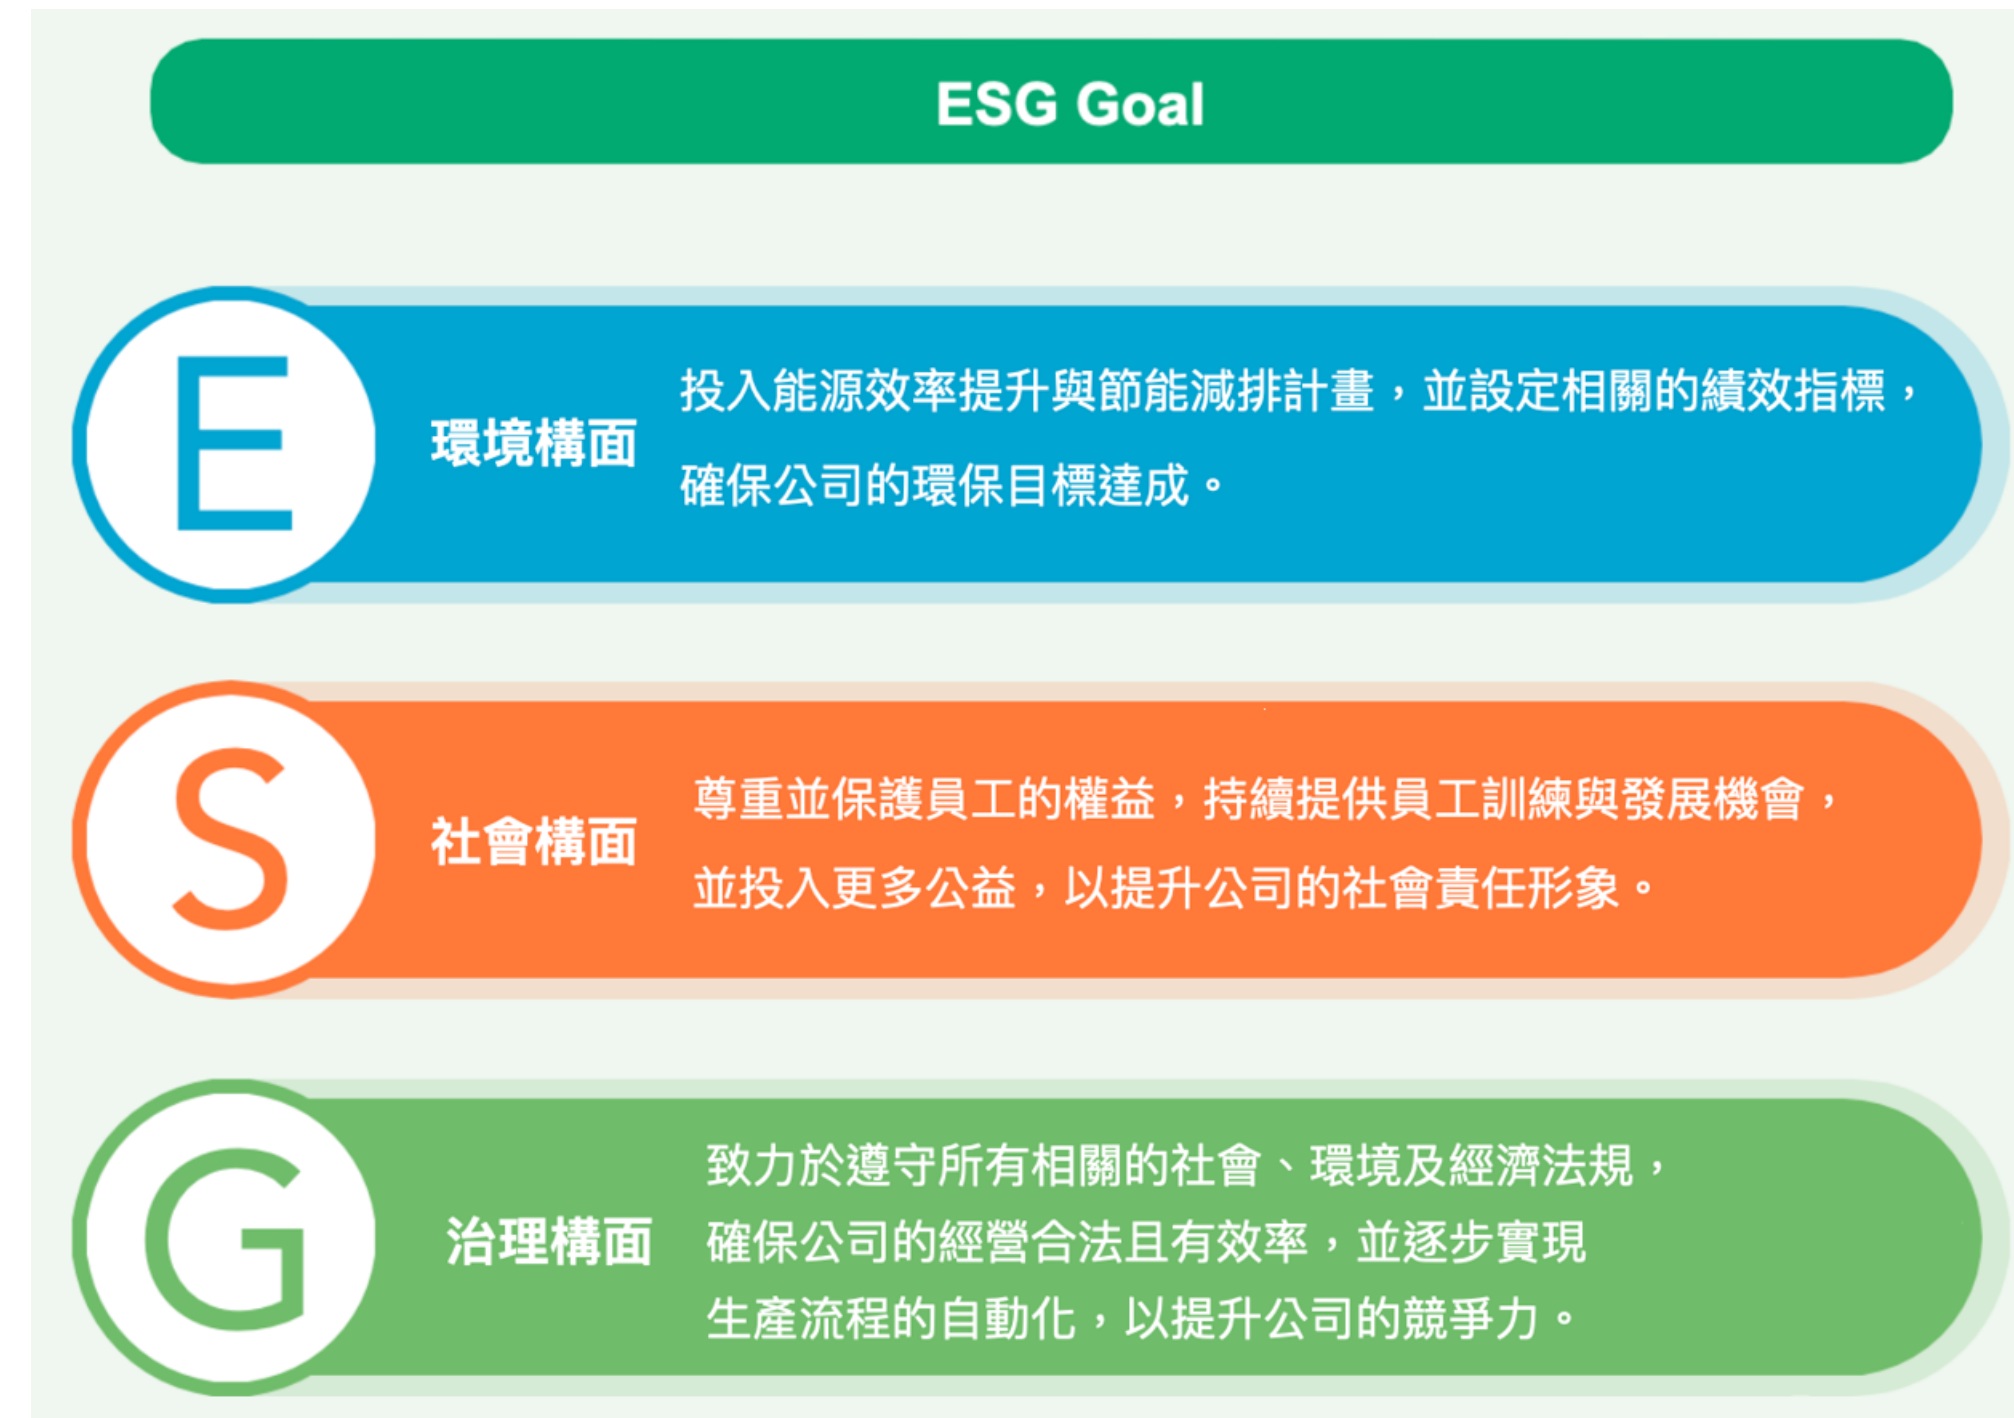 ESG Goal
E
環境構面
投入能源效率提升與節能減排計畫，並設定相關的績效指標，
確保公司的環保目標達成。
S
社會構面
尊重並保護員工的權益，持續提供員工訓練與發展機會，
並投入更多公益，以提升公司的社會責任形象。
G
治理構面
致力於遵守所有相關的社會、環境及經濟法規，
確保公司的經營合法且有效率，並逐步實現
生產流程的自動化，以提升公司的競爭力。